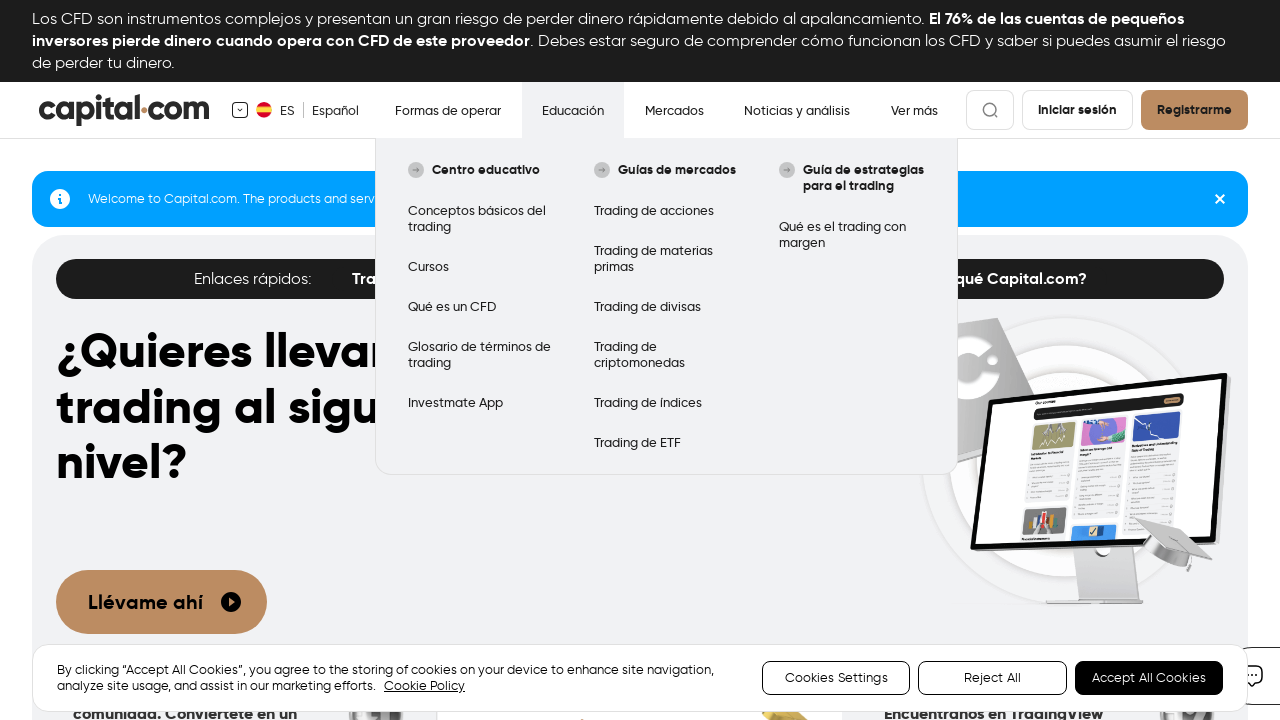 Los CFD son instrumentos complejos y presentan un gran riesgo de perder dinero rápidamente debido al apalancamiento. El 76% de las cuentas de pequeños
inversores pierde dinero cuando opera con CFD de este proveedor. Debes estar seguro de comprender cómo funcionan los CFD y saber si puedes asumir el riesgo
de perder tu dinero.
capital.com
ES
Español
Formas de operar
Educación
Mercados
Noticias y análisis
Ver más
Iniciar sesión
Registrarme
Centro educativo
Conceptos básicos del
trading
Cursos
Qué es un CFD
Glosario de términos de
trading
Investmate App
Guías de mercados
Trading de acciones
Trading de materias
primas
Trading de divisas
Trading de
criptomonedas
Trading de índices
Trading de ETF
Guía de estrategias
para el trading
Qué es el trading con
margen
Welcome to Capital.com. The products and serv
Enlaces rápidos:
Tra
qué Capital.com?
¿Quieres llevar
trading al sigu
nivel?
Llévame ahí
By clicking “Accept All Cookies”, you agree to the storing of cookies on your device to enhance site navigation,
analyze site usage, and assist in our marketing efforts. Cookie Policy
Cookies Settings
Reject All
Accept All Cookies
comunidad. Conviértete en un
Encuéntranos en TradingView